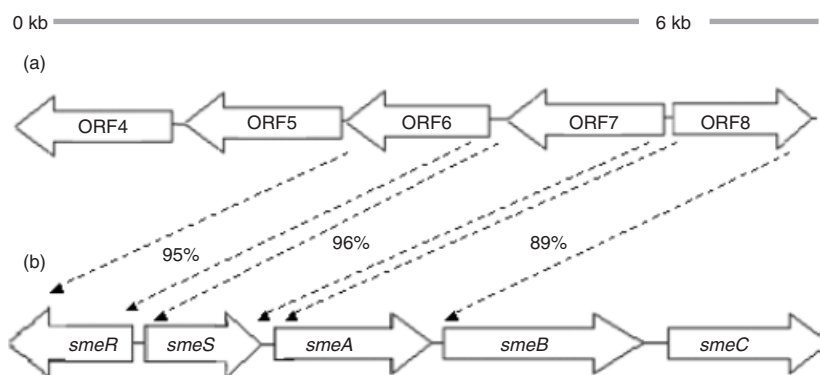 0 kb 6 kb
(a)
ORF4 ORF5 ORF6 ORF7 ORF8
95% 96% 89%
(b)
smeR smeS smeA smeB smeC